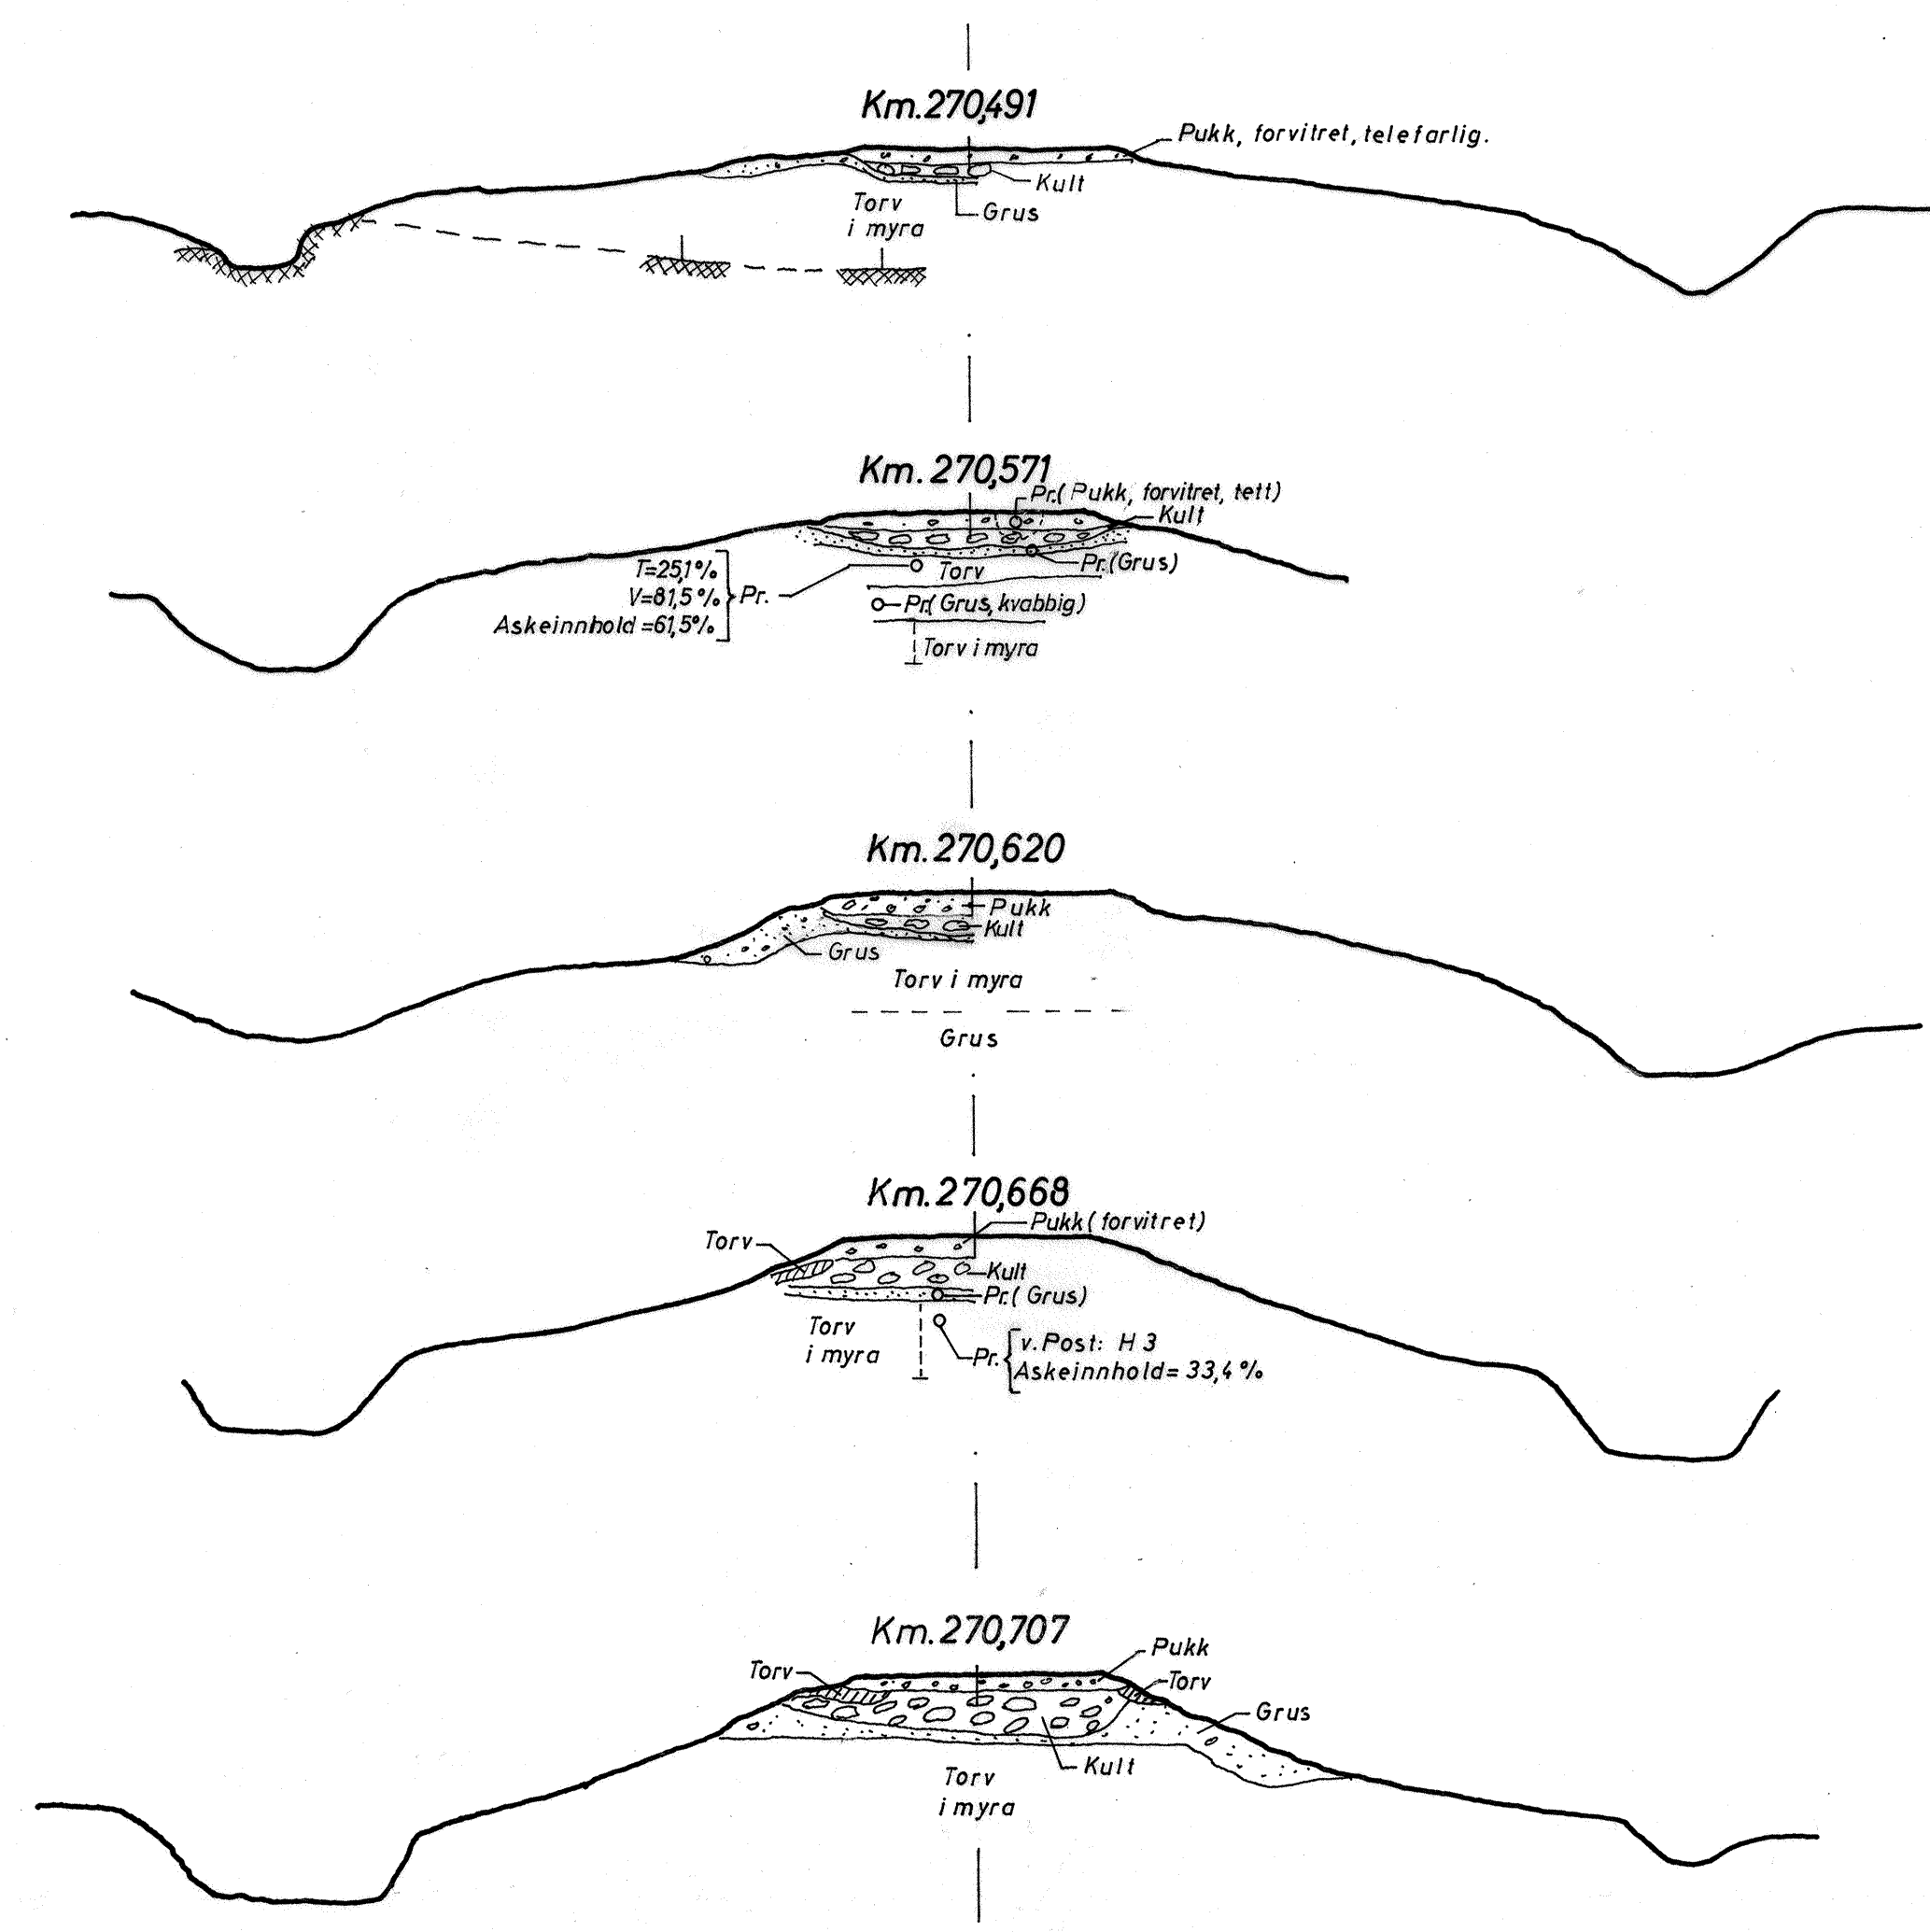 Km.270,491
Pukk, forvitret, telefarlig.
Kult
Grus
Torv
i myra
Km. 270,571
Pr.(Pukk, forvitret, tett)
Kult
Pr.(Grus)
Torv
T=25,1%
V=81,5%
Askeinnhold=61,5%
Pr.
Pr.(Grus, kvabbig)
Torv i myra
Km. 270,620
Pukk
Kult
Grus
Torv i myra
Grus
Km. 270,668
Pukk (forvitret)
Torv
Kult
Pr.(Grus)
Torv
i myra
Pr.
v. Post: H 3
Askeinnhold= 33,4%
Km. 270,707
Pukk
Torv
Torv
Grus
Kult
Torv
i myra